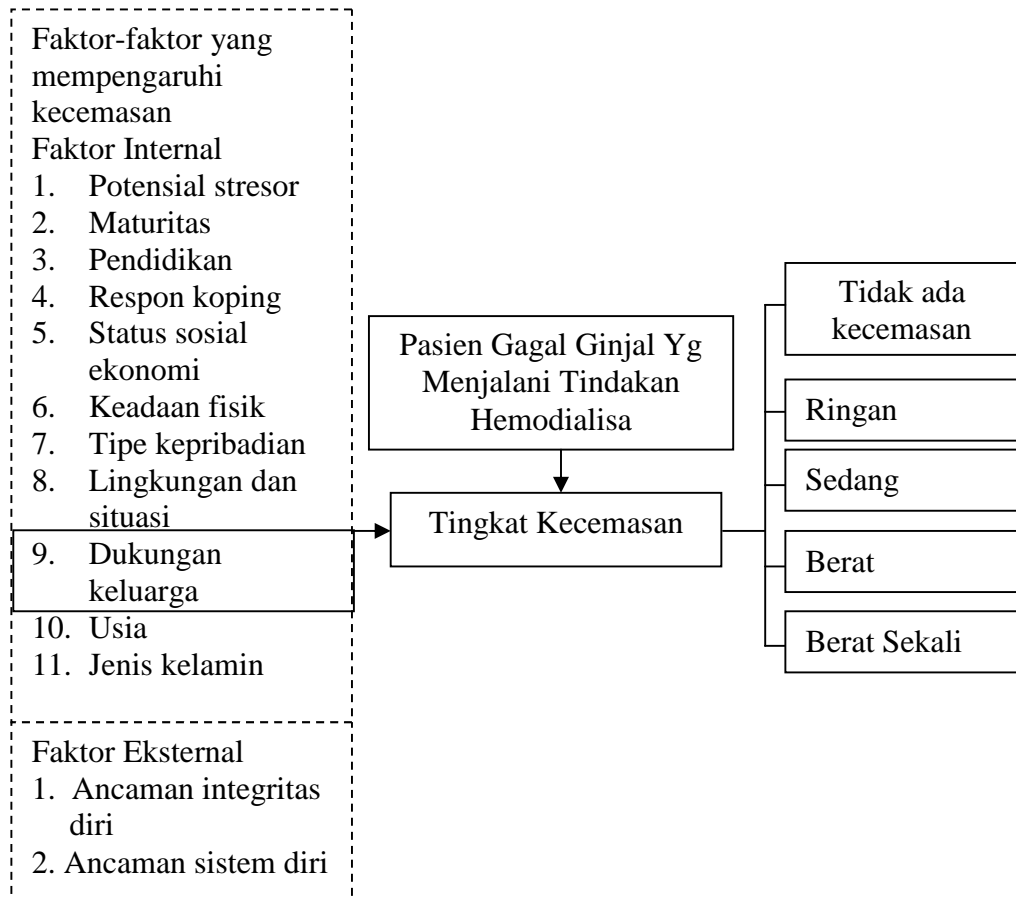 Faktor-faktor yang
mempengaruhi
kecemasan
Faktor Internal
1. Potensial stresor
2. Maturitas
3. Pendidikan
4. Respon koping
5. Status sosial
ekonomi
6. Keadaan fisik
7. Tipe kepribadian
8. Lingkungan dan
situasi
9. Dukungan
keluarga
10. Usia
11. Jenis kelamin
Faktor Eksternal
1. Ancaman integritas
diri
2. Ancaman sistem diri
Pasien Gagal Ginjal Yg
Menjalani Tindakan
Hemodialisa
Tingkat Kecemasan
Tidak ada
kecemasan
Ringan
Sedang
Berat
Berat Sekali